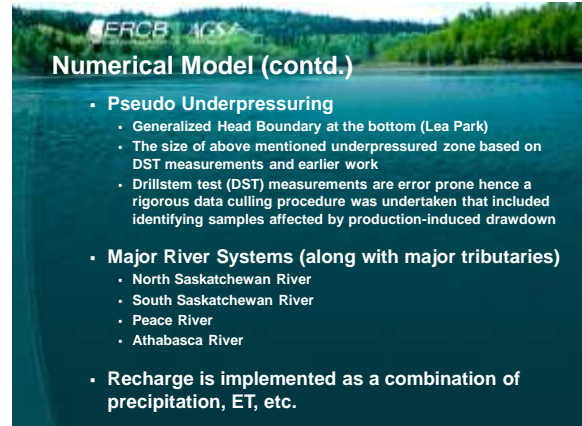 ERCB AGS
Numerical Model (contd.)
▪ Pseudo Underpressuring
▪ Generalized Head Boundary at the bottom (Lea Park)
▪ The size of above mentioned underpressured zone based on
DST measurements and earlier work
▪ Drillstem test (DST) measurements are error prone hence a
rigorous data culling procedure was undertaken that included
identifying samples affected by production-induced drawdown
▪ Major River Systems (along with major tributaries)
▪ North Saskatchewan River
▪ South Saskatchewan River
▪ Peace River
▪ Athabasca River
▪ Recharge is implemented as a combination of
precipitation, ET, etc.